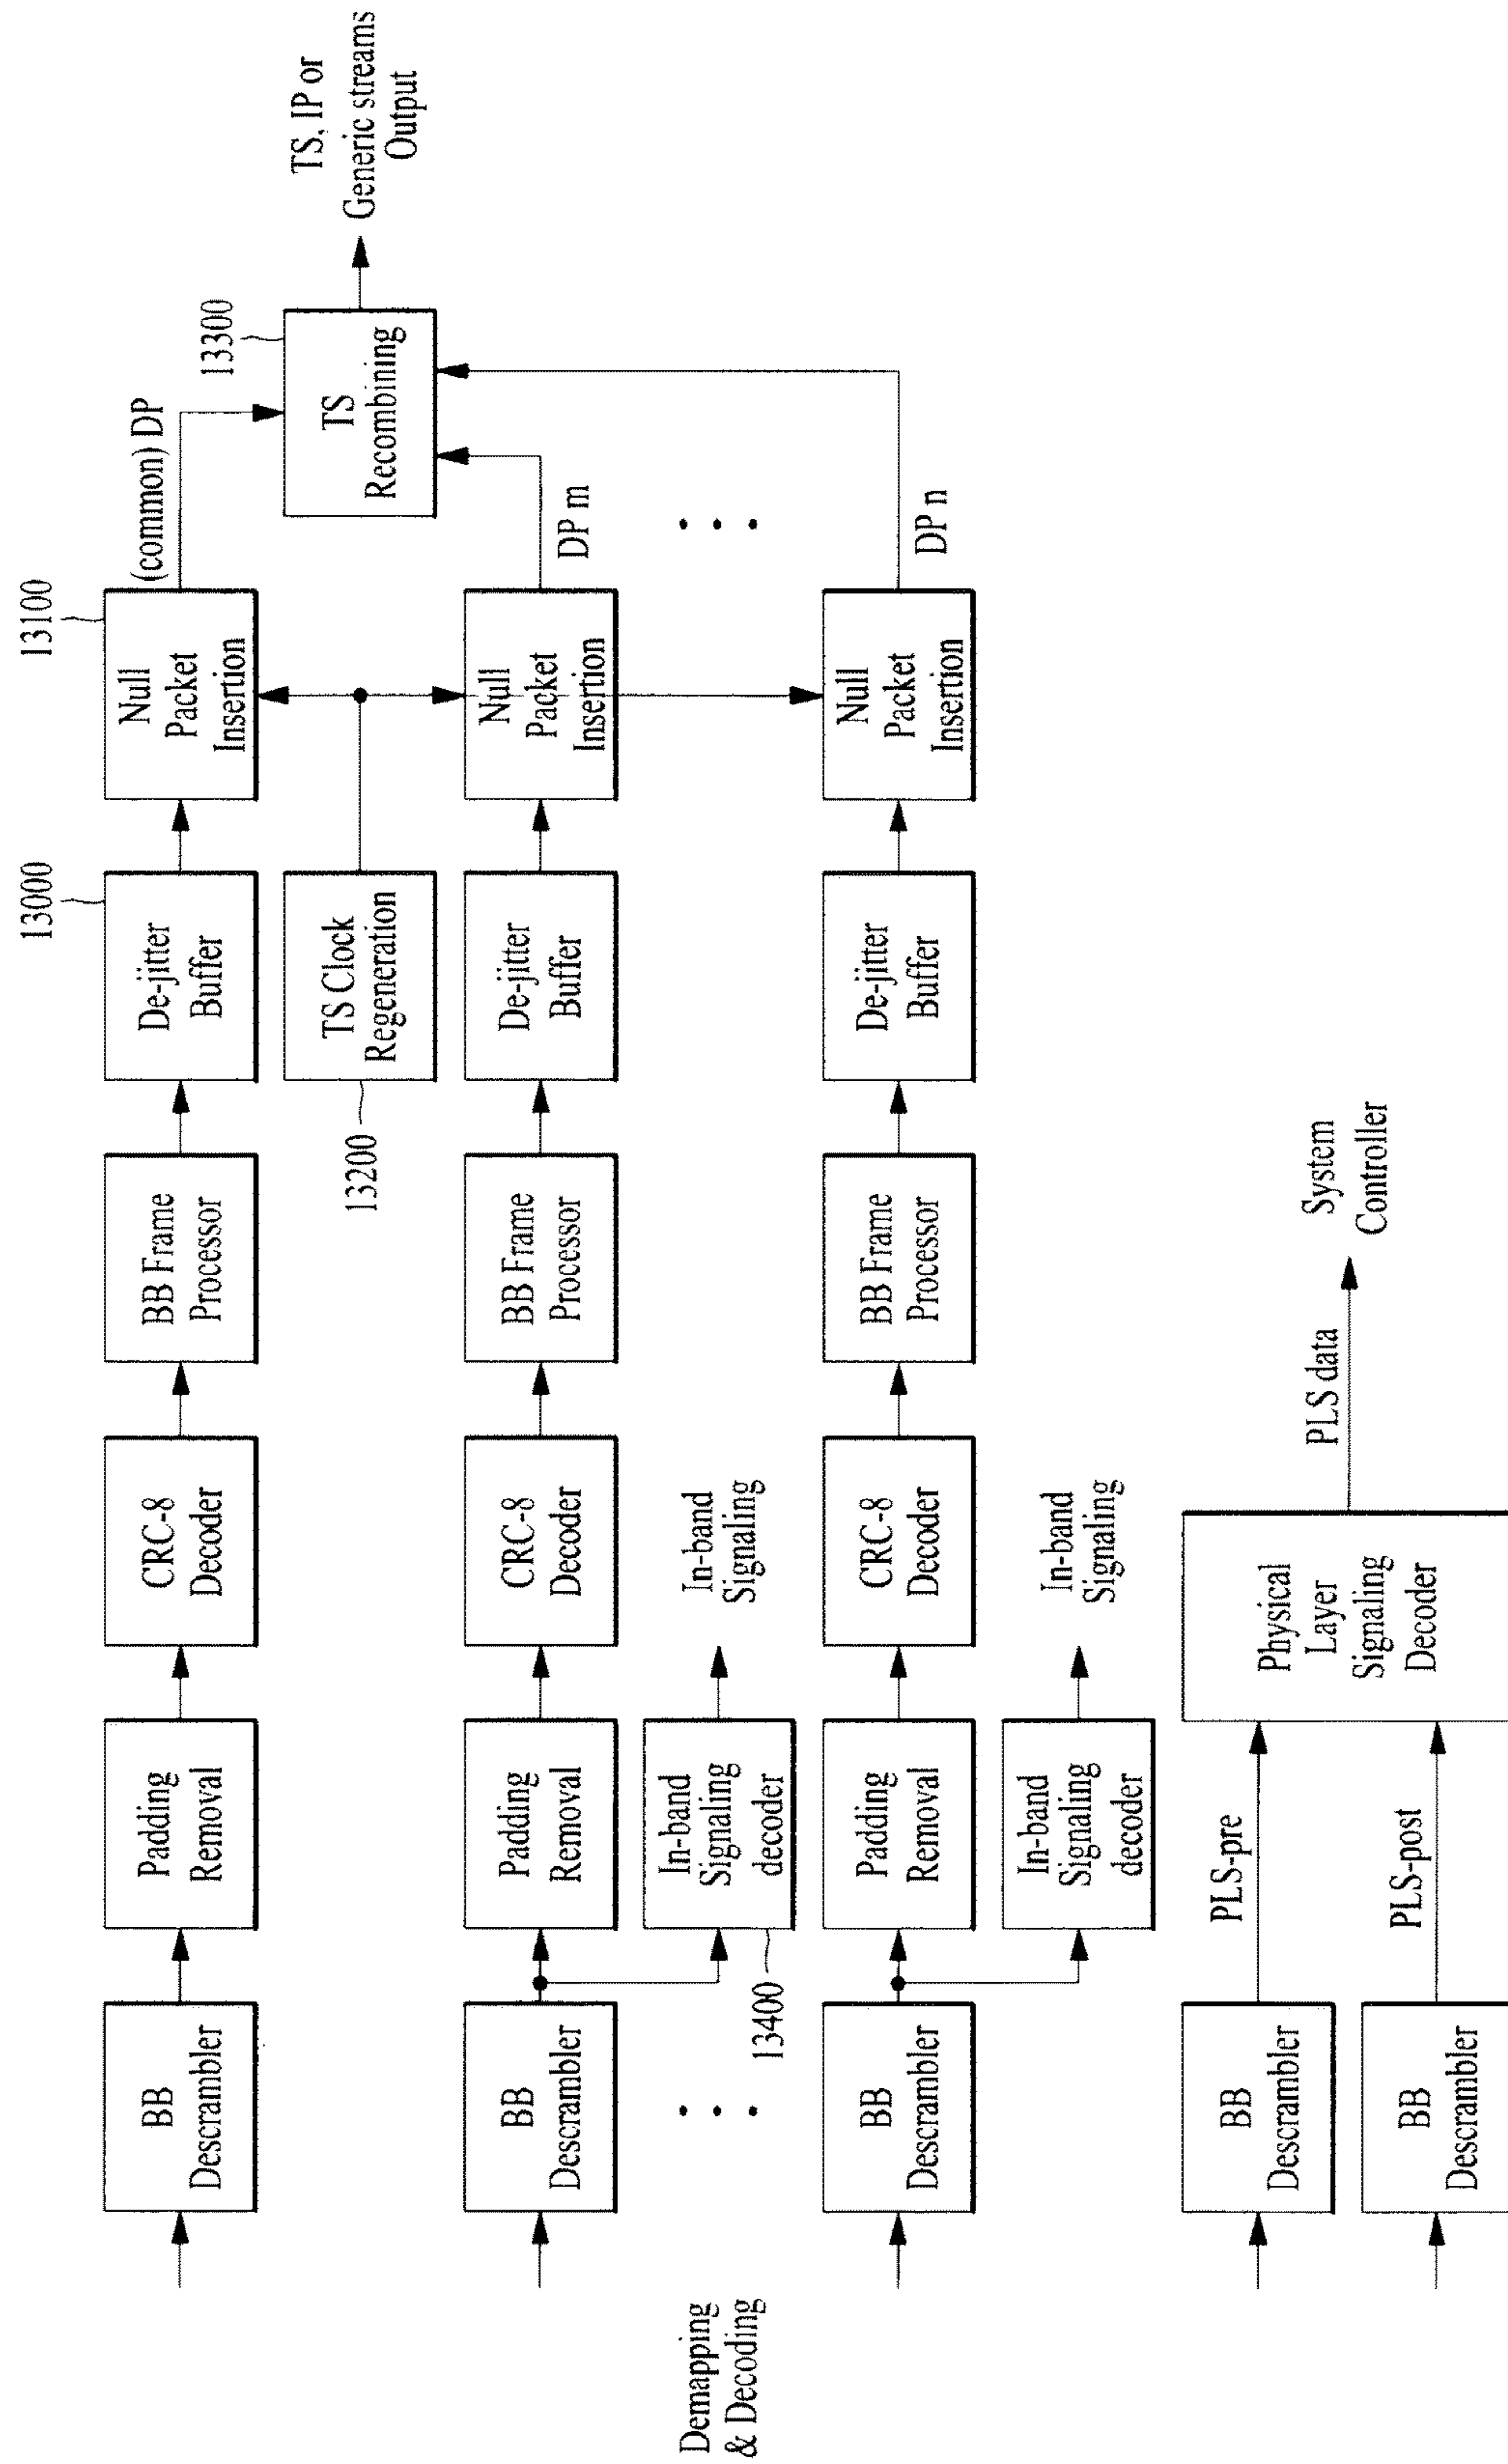 13000
13100
BB
Descrambler
Padding
Removal
CRC-8
Decoder
BB Frame
Processor
De-jitter
Buffer
Null
Packet
Insertion
(common) DP
13300
TS Clock
Regeneration
13200
TS
Recombining
TS, IP or
Generic streams
Output
BB
Descrambler
Padding
Removal
CRC-8
Decoder
BB Frame
Processor
De-jitter
Buffer
Null
Packet
Insertion
DP m
In-band
Signaling
decoder
In-band
Signaling
13400
Demapping
& Decoding
BB
Descrambler
Padding
Removal
CRC-8
Decoder
BB Frame
Processor
De-jitter
Buffer
Null
Packet
Insertion
DP n
In-band
Signaling
decoder
In-band
Signaling
BB
Descrambler
PLS-pre
Physical
Layer
Signaling
Decoder
PLS data
System
Controller
BB
Descrambler
PLS-post